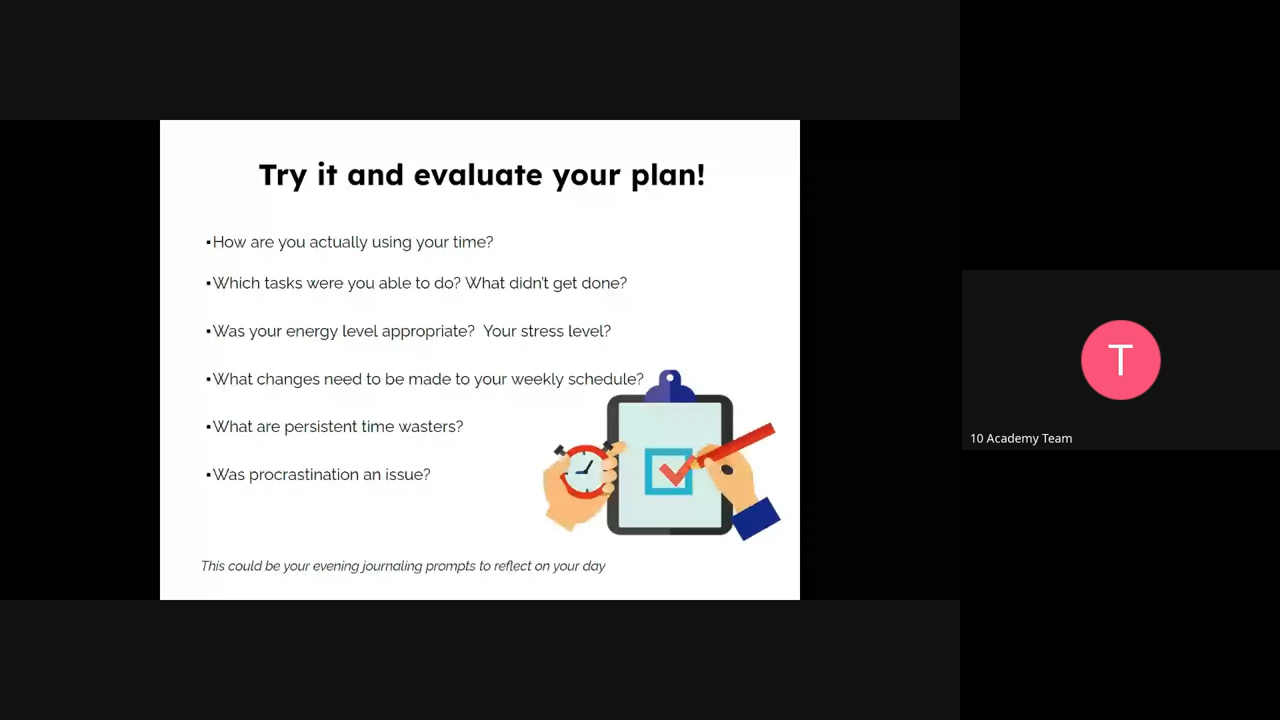 Try it and evaluate your plan!
▪How are you actually using your time?
▪Which tasks were you able to do? What didn't get done?
▪Was your energy level appropriate?  Your stress level?
▪What changes need to be made to your weekly schedule?
▪What are persistent time wasters?
▪Was procrastination an issue?
This could be your evening journaling prompts to reflect on your day
T
10 Academy Team